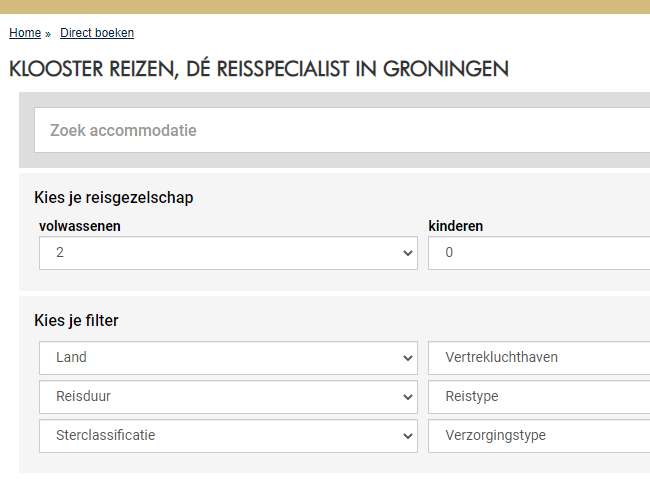 Home » Direct boeken
KLOOSTER REIZEN, DÉ REISSPECIALIST IN GRONINGEN
Zoek accommodatie
Kies je reisgezelschap
volwassenen kinderen
2 0
Kies je filter
Land Vertrekluchthaven
Reisduur Reistype
Sterclassificatie Verzorgingstype